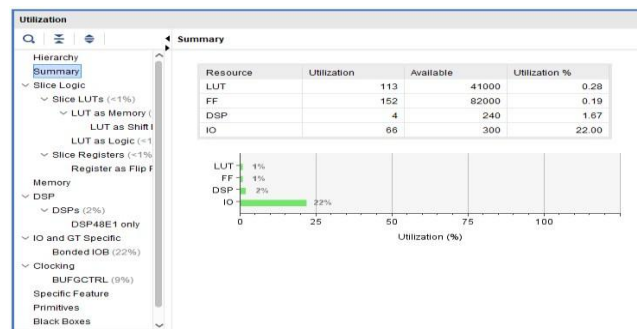 Utilization
Summary
Hierarchy
Summary
Slice Logic
Slice LUTs (<1%)
LUT as Memory (
LUT as Shift
LUT as Logic (<1
Slice Registers (<1%
Register as Flip F
Memory
DSP
DSPs (2%)
DSP48E1 only
IO and GT Specific
Bonded IOB (22%)
Clocking
BUFGCTRL (9%)
Specific Feature
Primitives
Black Boxes
Resource Utilization Available Utilization %
LUT 113 41000 0.28
FF 152 82000 0.19
DSP 4 240 1.67
IO 66 300 22.00
LUT 1%
FF 1%
DSP 2%
IO 22%
0 25 50 75 100
Utilization (%)